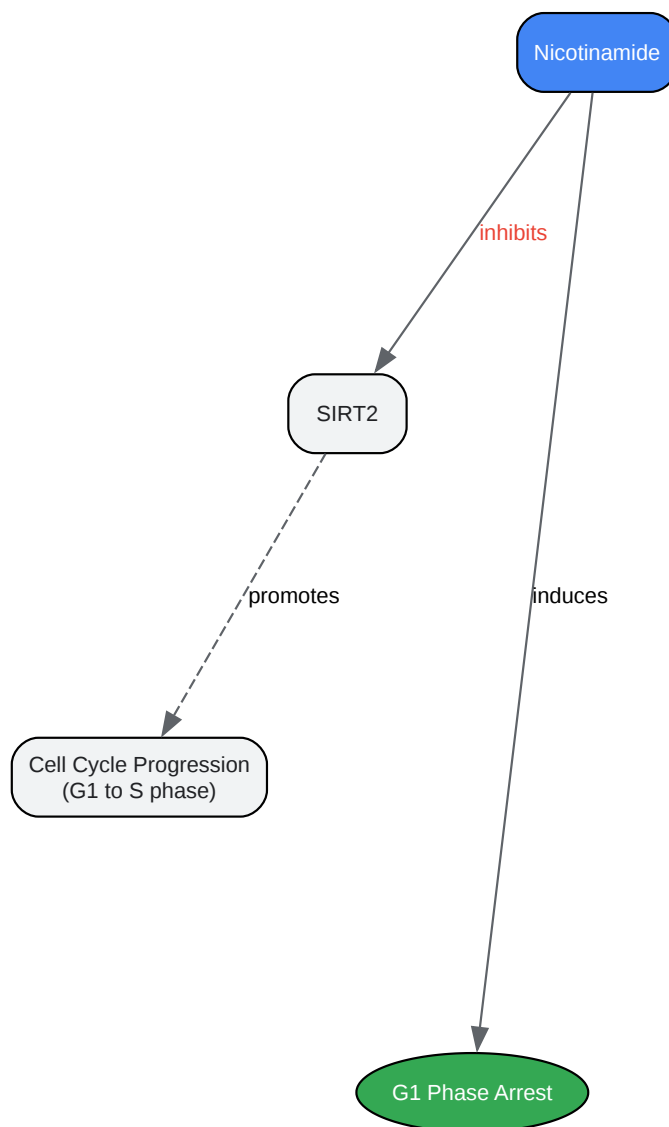 Nicotinamide
inhibits
SIRT2
promotes
induces
Cell Cycle Progression
(G1 to S phase)
G1 Phase Arrest